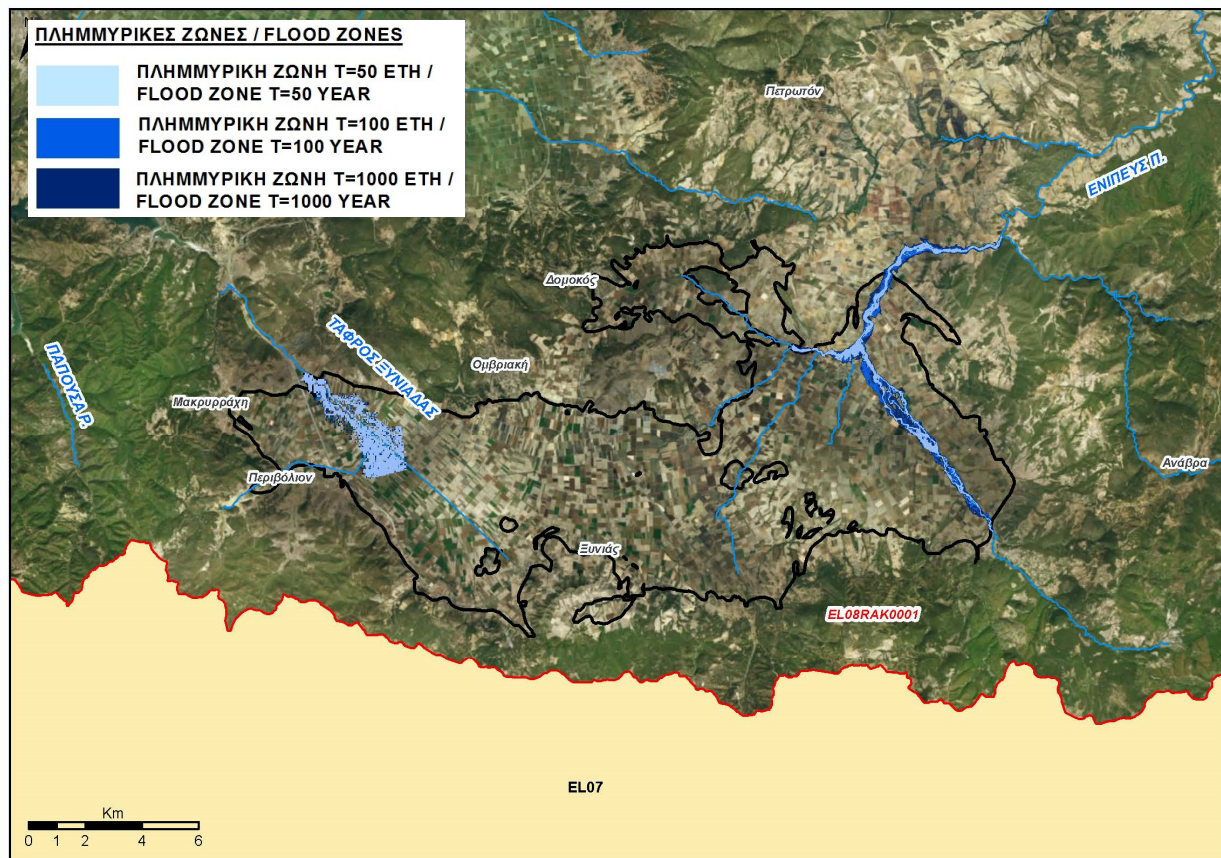 ΠΛΗΜΜΥΡΙΚΕΣ ΖΩΝΕΣ / FLOOD ZONES
ΠΛΗΜΜΥΡΙΚΗ ΖΩΝΗ T=50 ΕΤΗ /
FLOOD ZONE T=50 YEAR
ΠΛΗΜΜΥΡΙΚΗ ΖΩΝΗ T=100 ΕΤΗ /
FLOOD ZONE T=100 YEAR
ΠΛΗΜΜΥΡΙΚΗ ΖΩΝΗ T=1000 ΕΤΗ /
FLOOD ZONE T=1000 YEAR
Πετρωτόν
ΕΝΙΠΕΥΣ Π.
Δομοκός
ΤΑΦΡΟΣ ΞΥΝΙΑΔΑΣ
ΠΑΠΟΥΣΑ Ρ.
Ομβριακή
Μακρυρράχη
Περιβόλιον
Ανάβρα
Ξυνιάς
EL08RAK0001
EL07
Km
0 1 2 4 6